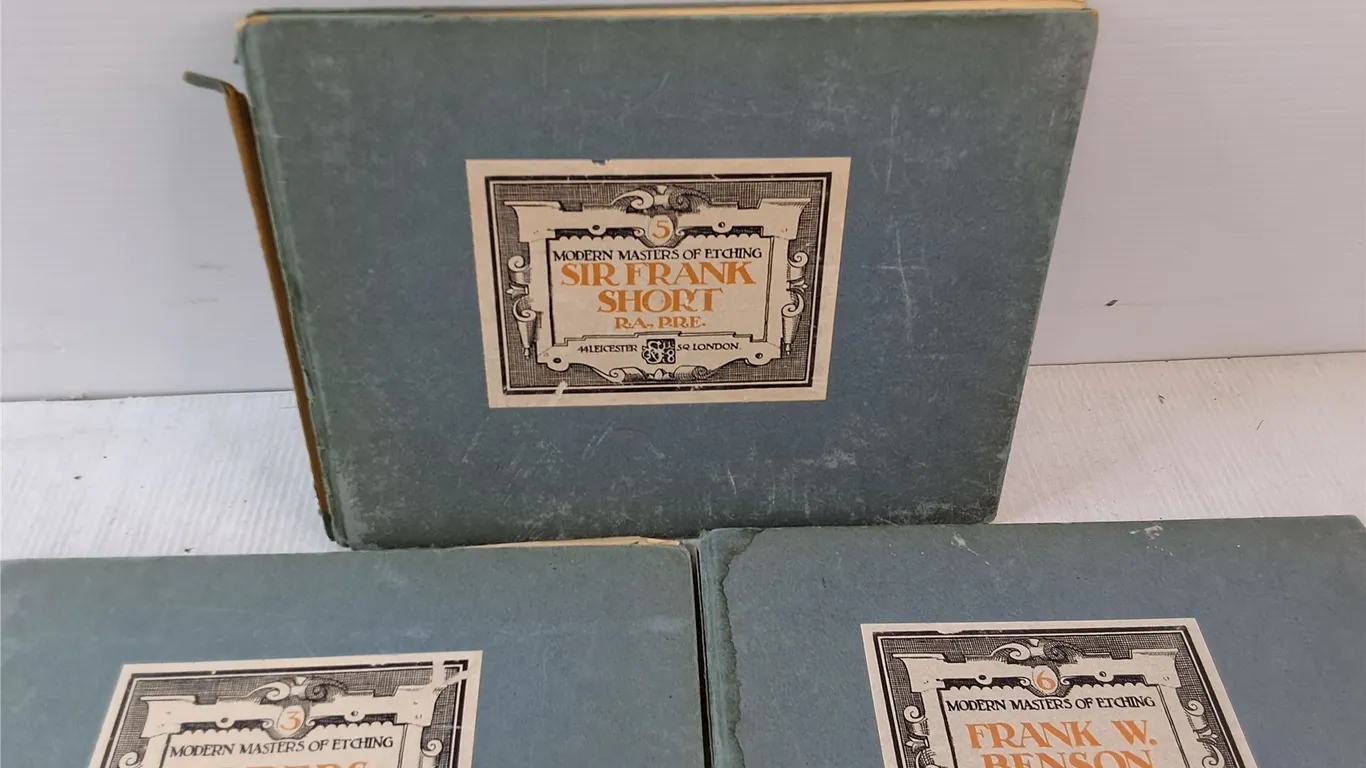 5
MODERN MASTERS OF ETCHING
SIR FRANK
SHORT
R.A., P.R.E.
44 LEICESTER SQ LONDON.
3
MODERN MASTERS OF ETCHING
6
MODERN MASTERS OF ETCHING
FRANK W.
BENSON